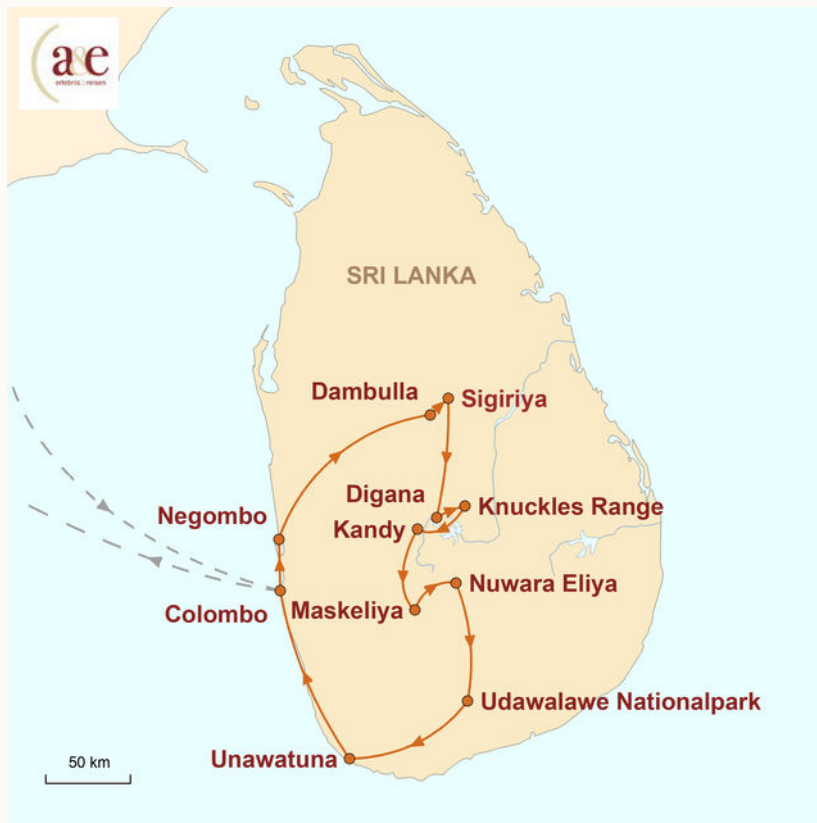 a&e
erlebnis : reisen
SRI LANKA
Dambulla
Sigiriya
Digana
Knuckles Range
Negombo
Kandy
Nuwara Eliya
Colombo
Maskeliya
Udawalawe Nationalpark
Unawatuna
50 km